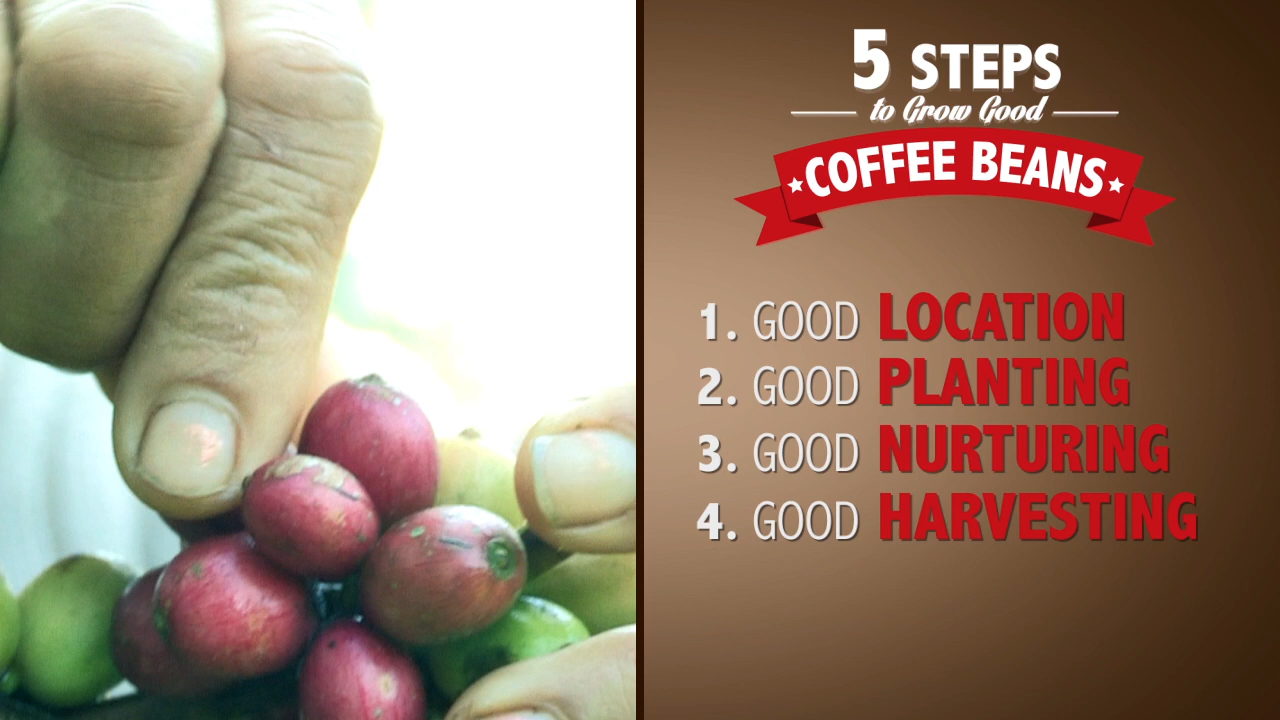 5 STEPS
to Grow Good
COFFEE BEANS
1. GOOD LOCATION
2. GOOD PLANTING
3. GOOD NURTURING
4. GOOD HARVESTING